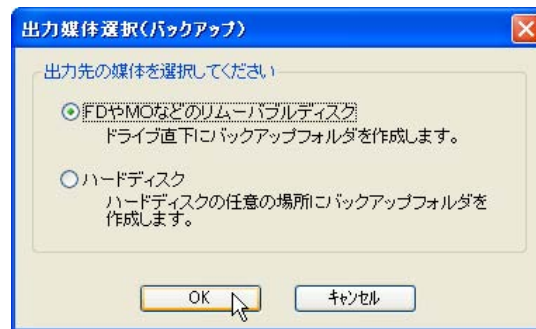 出力媒体選択(バックアップ)
出力先の媒体を選択してください
FDやMOなどのリムーバブルディスク
ドライブ直下にバックアップフォルダを作成します。
ハードディスク
ハードディスクの任意の場所にバックアップフォルダを
作成します。
OK
キャンセル